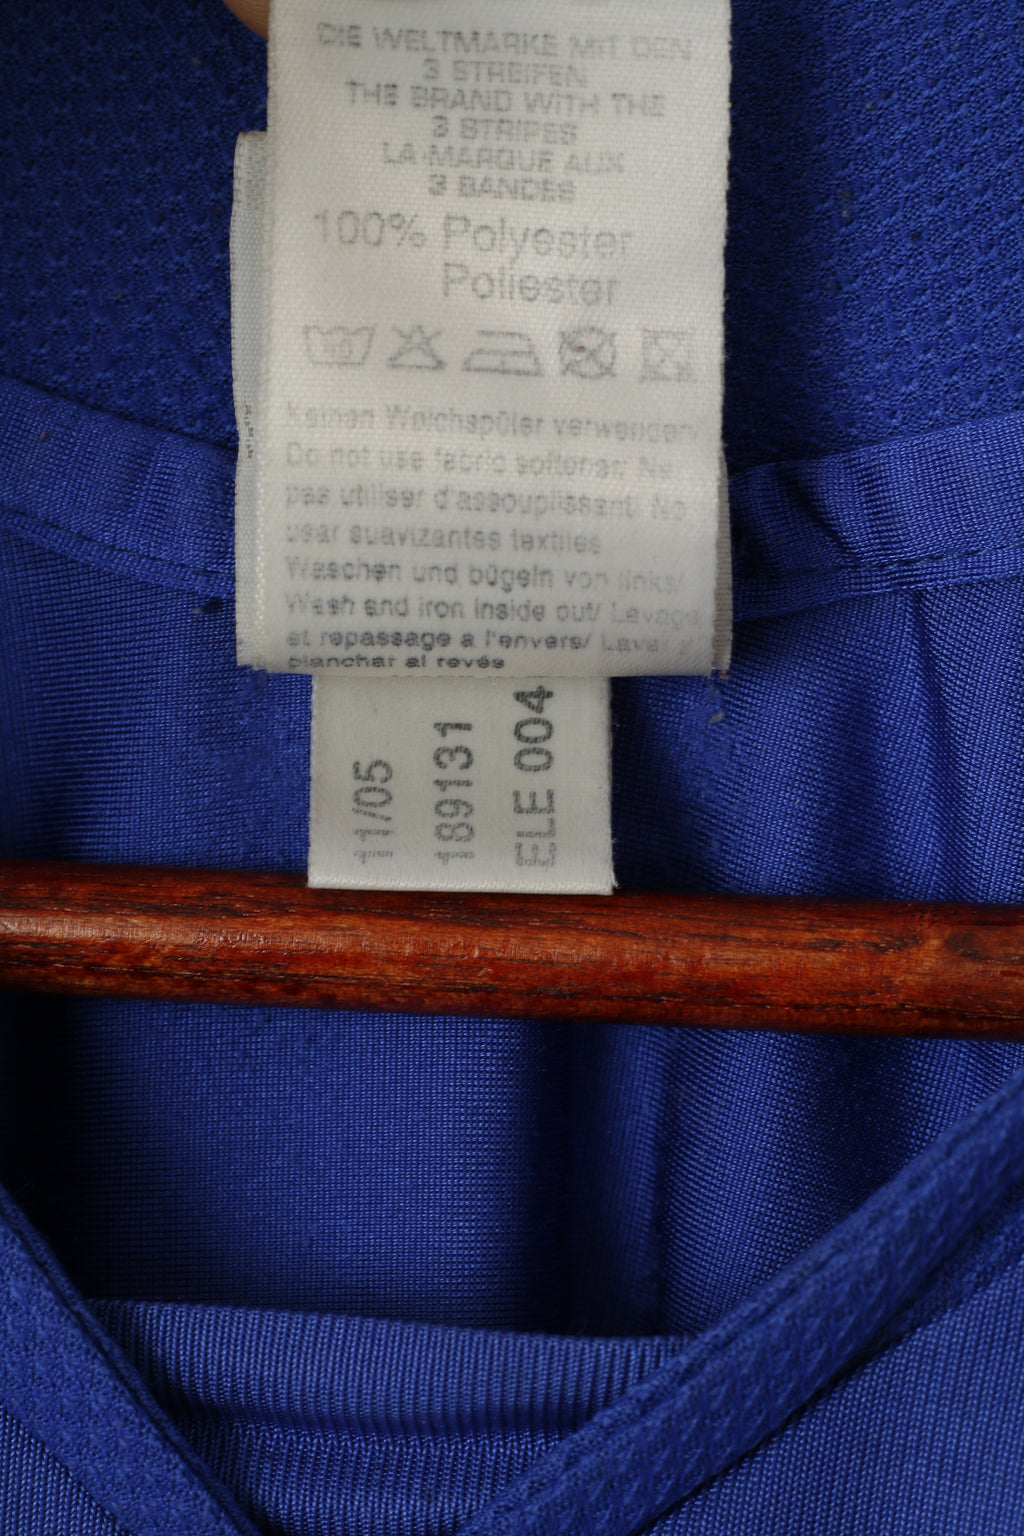 DIE WELTMARKE MIT DEN
3 STREIFEN
THE BRAND WITH THE
3 STRIPES
LA MARQUE AUX
3 BANDES
100% Polyester
Poliester
Keinen Weichspüler verwenden/
Do not use fabric softener/ Ne
pas utiliser d'assouplissant/ No
usar suavizantes textiles
Waschen und bügeln von links/
Wash and iron inside out/ Lavage
et repassage a l'envers/ Lavar y
planchar al revés
11/05
189131
ELE 004